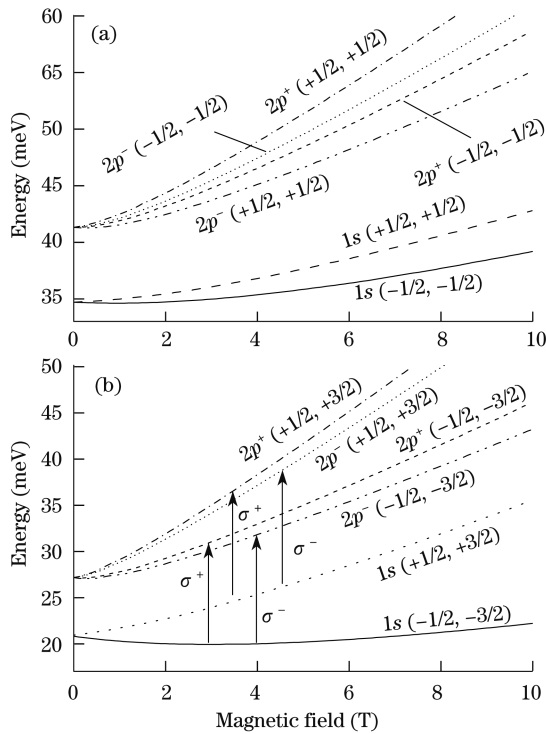 (a)
60
65
50
45
41
35
Energy (meV)
2p⁻ (−1/2, −1/2)
2p⁺ (+1/2, +1/2)
2p⁻ (+1/2, +1/2)
2p⁺ (−1/2, −1/2)
1s (+1/2, +1/2)
1s (−1/2, −1/2)
0 2 4 6 8 10
(b)
50
45
40
35
30
25
20
Energy (meV)
2p⁺ (+1/2, +3/2)
2p⁻ (+1/2, +3/2)
2p⁺ (−1/2, −3/2)
2p⁻ (−1/2, −3/2)
1s (+1/2, +3/2)
1s (−1/2, −3/2)
σ⁺
σ⁺
σ⁻
σ⁻
0 2 4 6 8 10
Magnetic field (T)